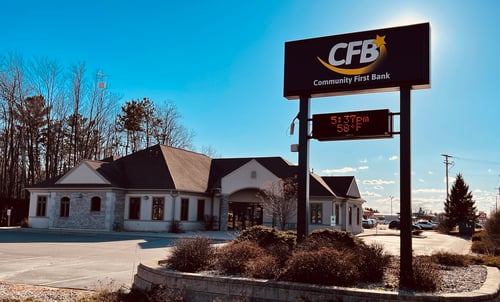 CFB
Community First Bank
5:37pm
58°F